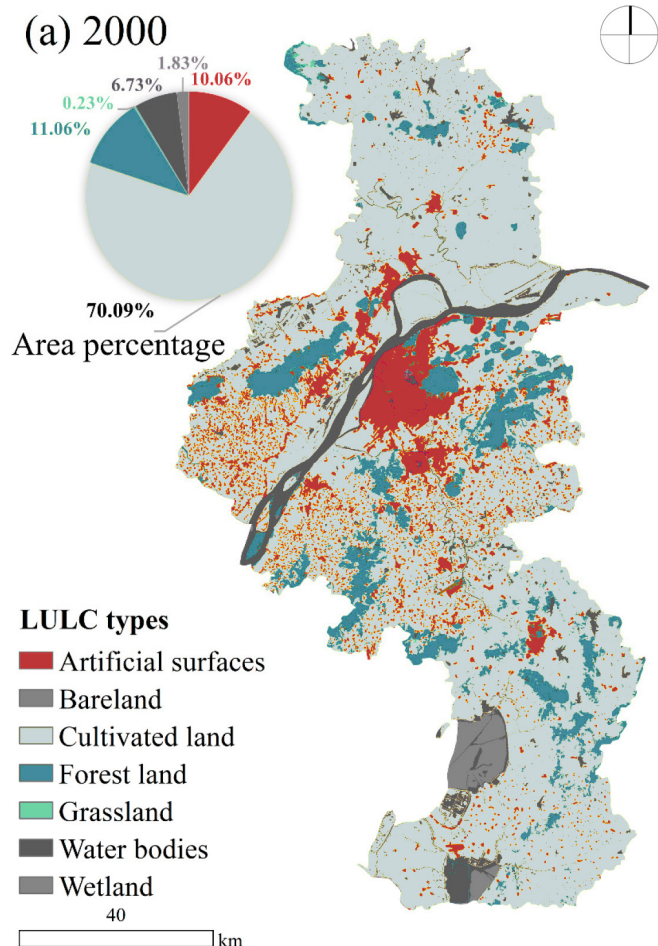 (a) 2000
1.83%
6.73%
10.06%
0.23%
11.06%
70.09%
Area percentage
LULC types
Artificial surfaces
Bareland
Cultivated land
Forest land
Grassland
Water bodies
Wetland
40
km